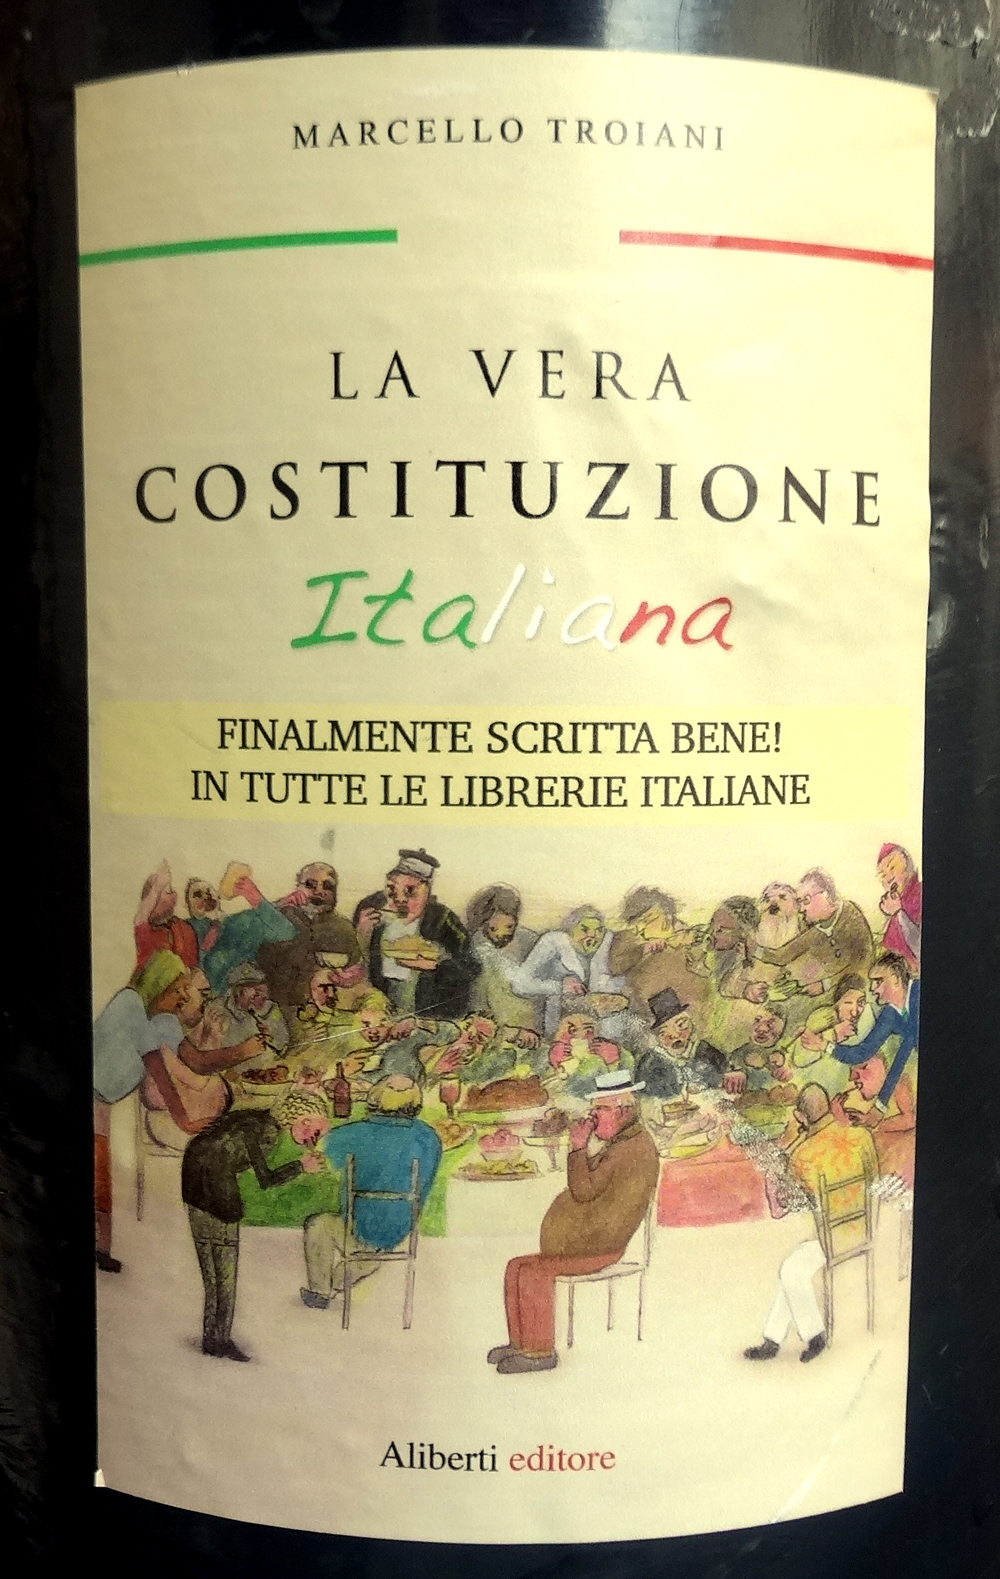 MARCELLO TROIANI
LA VERA
COSTITUZIONE
Italiana
FINALMENTE SCRITTA BENE!
IN TUTTE LE LIBRERIE ITALIANE
Aliberti editore